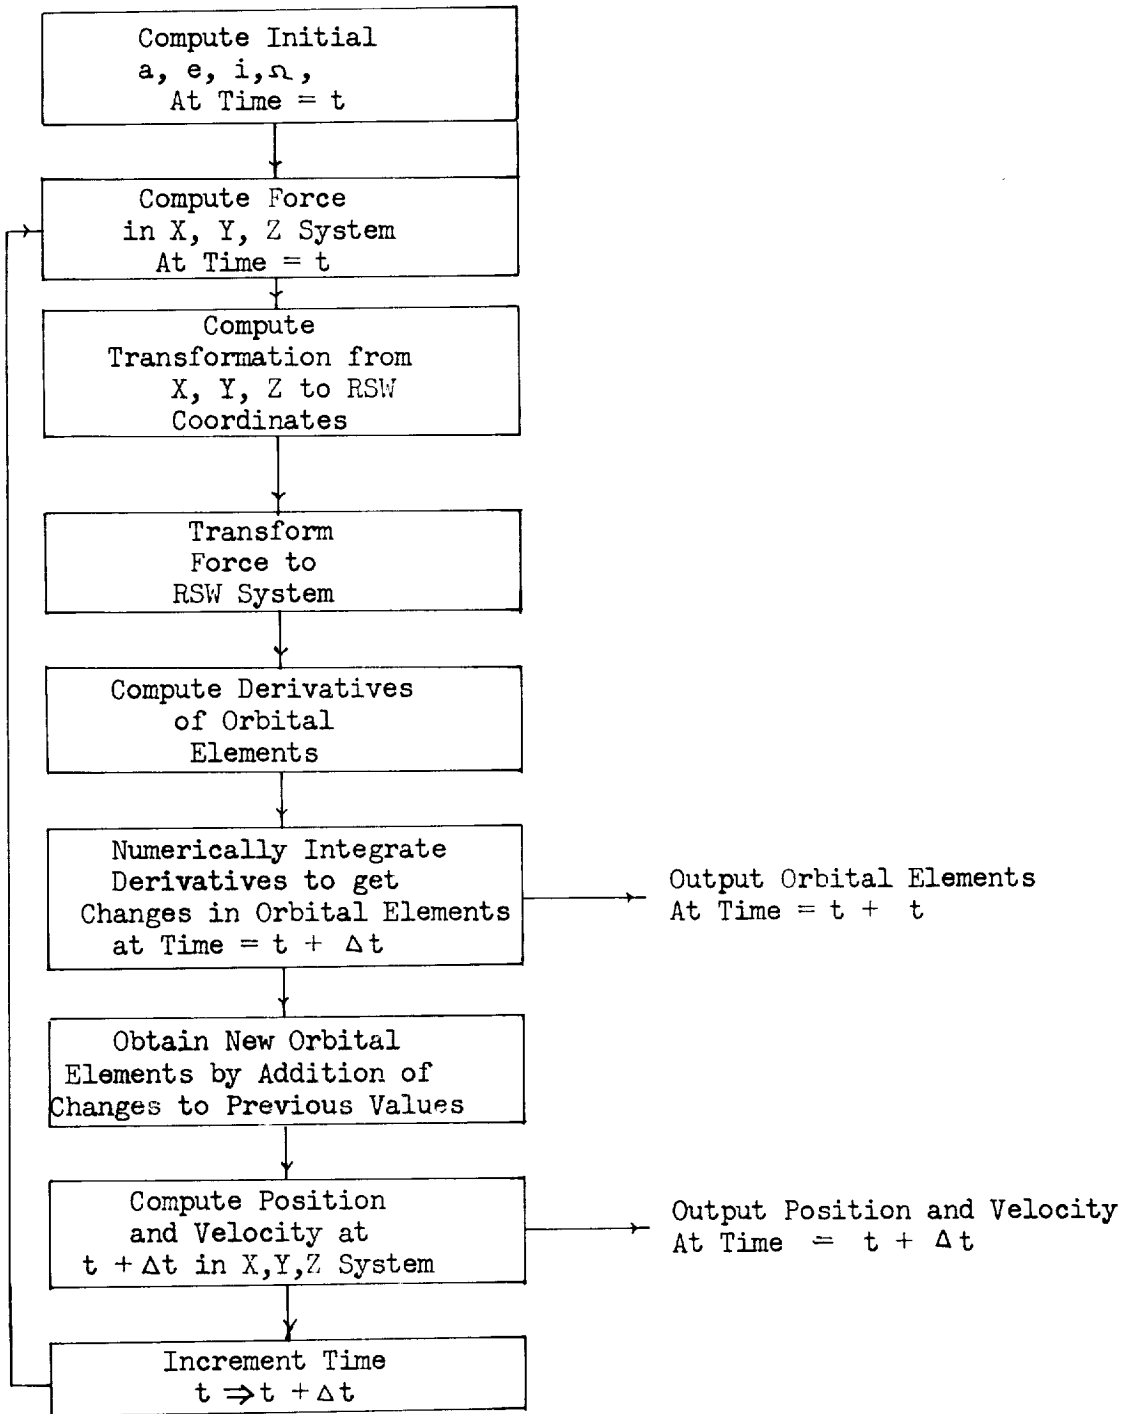 Compute Initial
a, e, i,Ω,
At Time = t
Compute Force
in X, Y, Z System
At Time = t
Compute
Transformation from
X, Y, Z to RSW
Coordinates
Transform
Force to
RSW System
Compute Derivatives
of Orbital
Elements
Numerically Integrate
Derivatives to get
Changes in Orbital Elements
at Time = t + Δt
Output Orbital Elements
At Time = t + t
Obtain New Orbital
Elements by Addition of
Changes to Previous Values
Compute Position
and Velocity at
t + Δt in X,Y,Z System
Output Position and Velocity
At Time = t + Δt
Increment Time
t ⇒ t + Δt